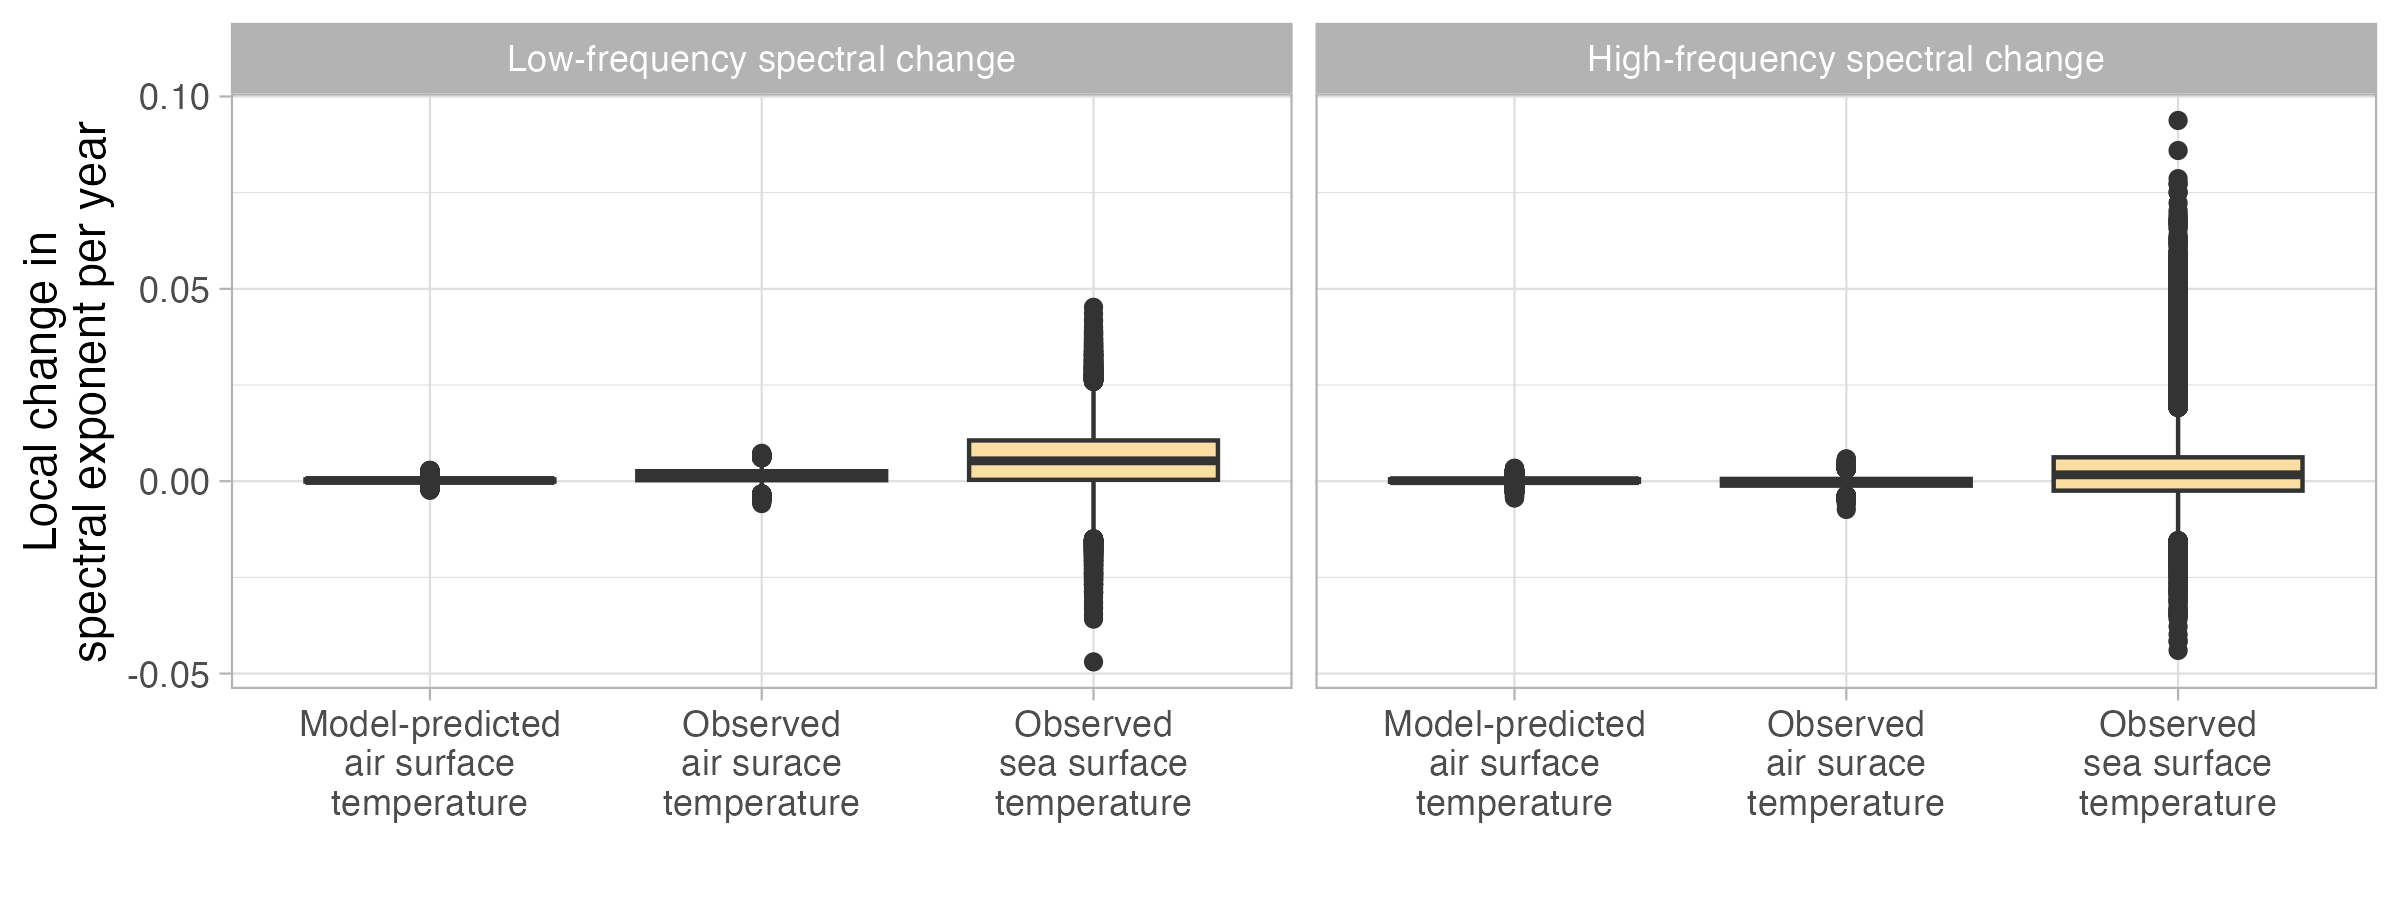 Low-frequency spectral change
High-frequency spectral change
Local change in
spectral exponent per year
0.10
0.05
0.00
-0.05
Model-predicted
air surface
temperature
Observed
air surace
temperature
Observed
sea surface
temperature
Model-predicted
air surface
temperature
Observed
air surace
temperature
Observed
sea surface
temperature